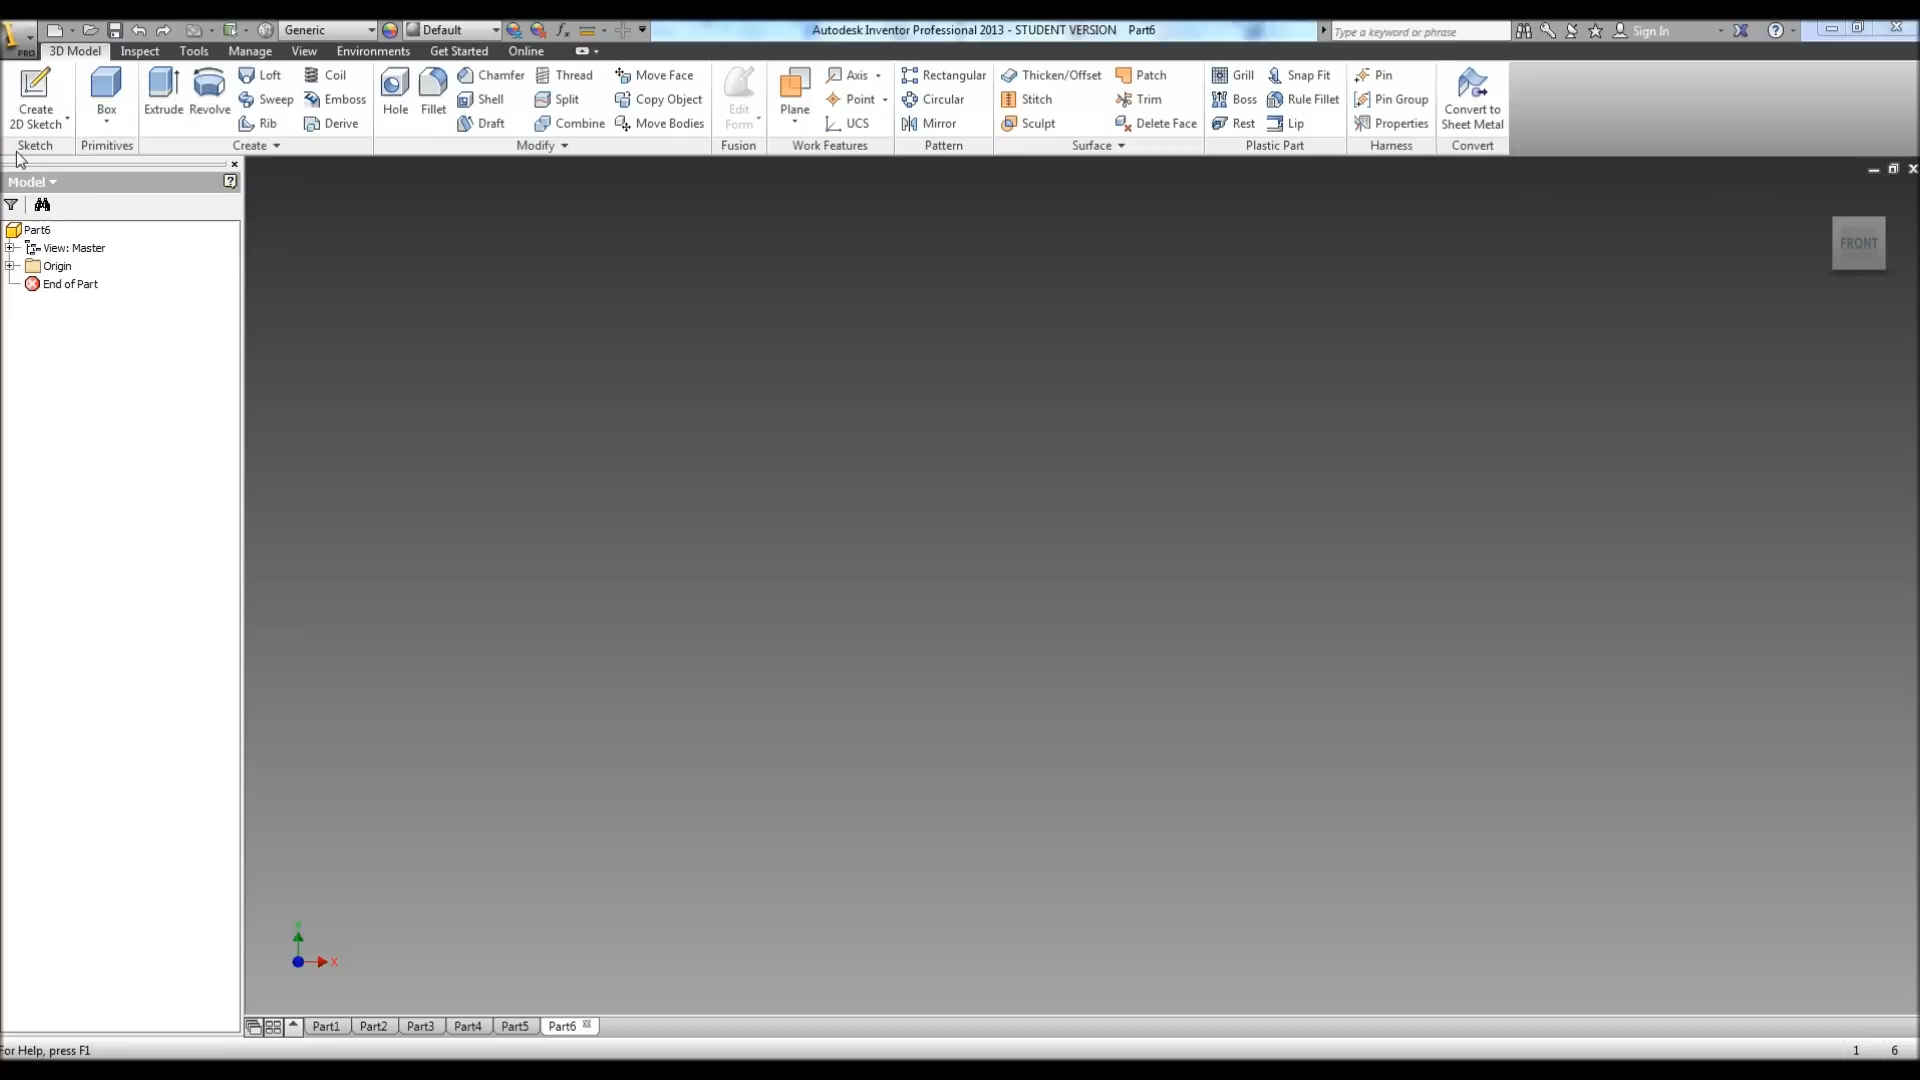 Generic
Default
Autodesk Inventor Professional 2013 - STUDENT VERSION Part6
Type a keyword or phrase
Sign In
PRO
3D Model
Inspect
Tools
Manage
View
Environments
Get Started
Online
Create
2D Sketch
Box
Extrude
Revolve
Loft
Sweep
Rib
Coil
Emboss
Derive
Hole
Fillet
Chamfer
Shell
Draft
Thread
Split
Combine
Move Face
Copy Object
Move Bodies
Edit
Form
Plane
Axis
Point
UCS
Rectangular
Circular
Mirror
Thicken/Offset
Stitch
Sculpt
Patch
Trim
Delete Face
Grill
Boss
Rest
Snap Fit
Rule Fillet
Lip
Pin
Pin Group
Properties
Convert to
Sheet Metal
Sketch
Primitives
Create
Modify
Fusion
Work Features
Pattern
Surface
Plastic Part
Harness
Convert
Model
Part6
View: Master
Origin
End of Part
FRONT
Y
X
Part1
Part2
Part3
Part4
Part5
Part6
For Help, press F1
1
6